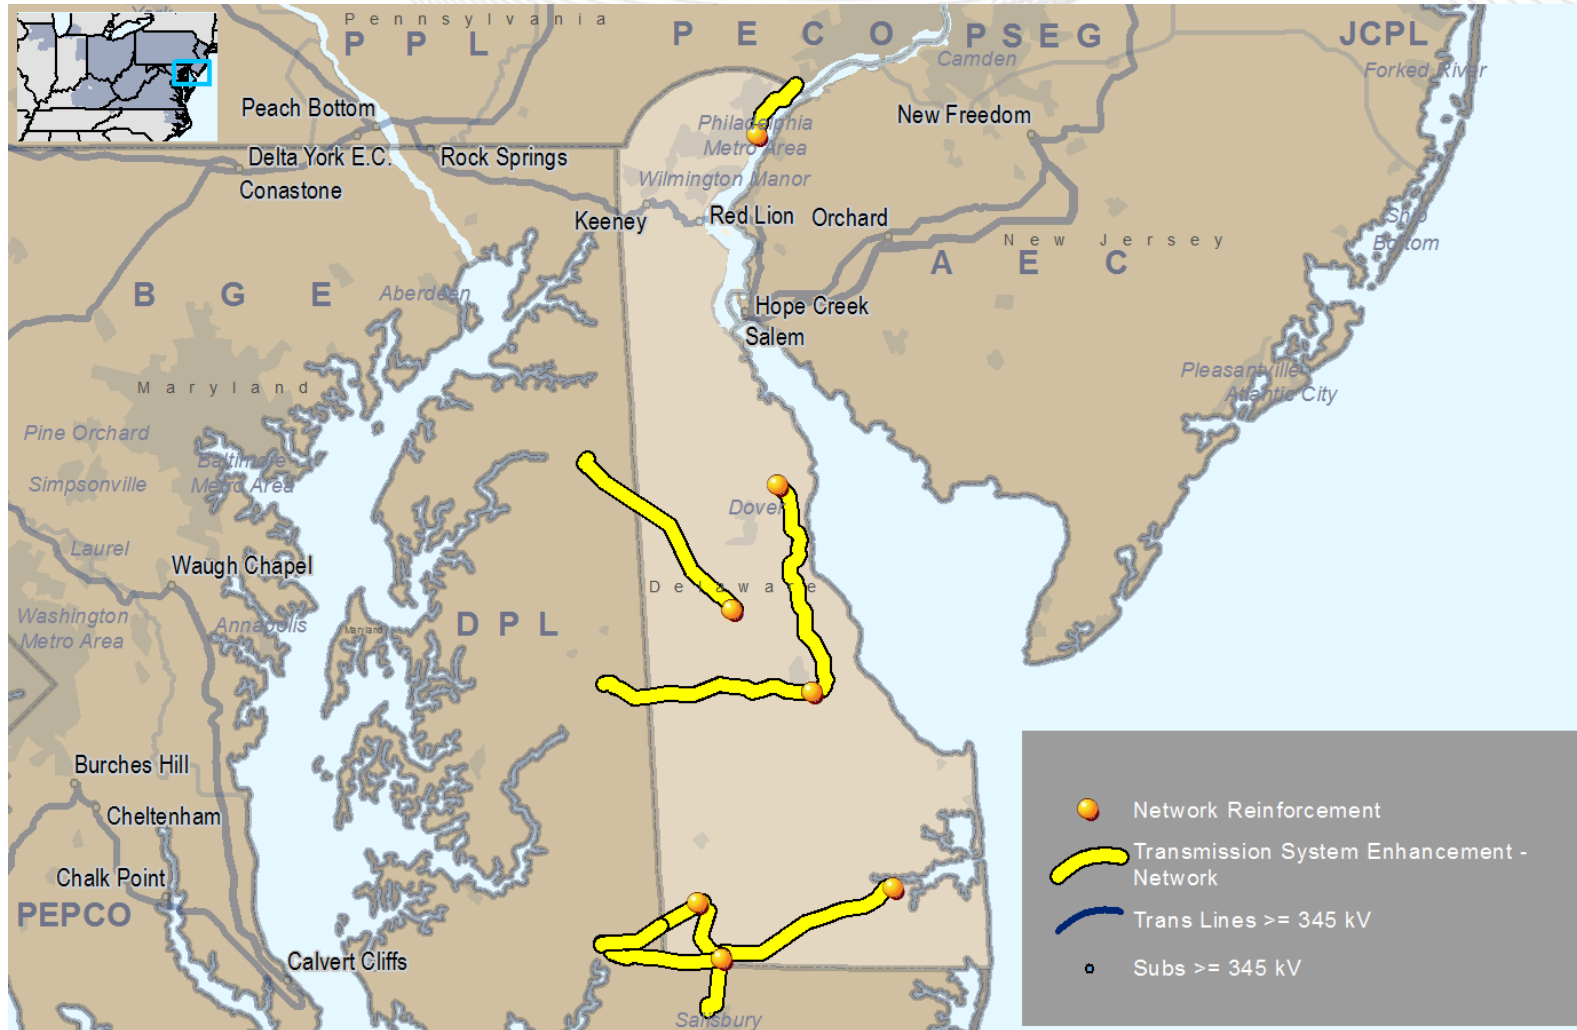 York
Pennsylvania
PPL
PECO
PSEG
JCPL
Camden
Forked River
Peach Bottom
New Freedom
Philadelphia
Metro Area
Delta York E.C.
Rock Springs
Conastone
Wilmington Manor
Keeney
Red Lion
Orchard
Ship
Bottom
New Jersey
AEC
BGE
Aberdeen
Hope Creek
Salem
Maryland
Pleasantville
Atlantic City
Pine Orchard
Baltimore
Metro Area
Simpsonville
Dover
Laurel
Waugh Chapel
Delaware
Washington
Metro Area
Annapolis
Maryland
DPL
Burches Hill
Cheltenham
Chalk Point
PEPCO
Calvert Cliffs
Salisbury
Network Reinforcement
Transmission System Enhancement -
Network
Trans Lines >= 345 kV
Subs >= 345 kV